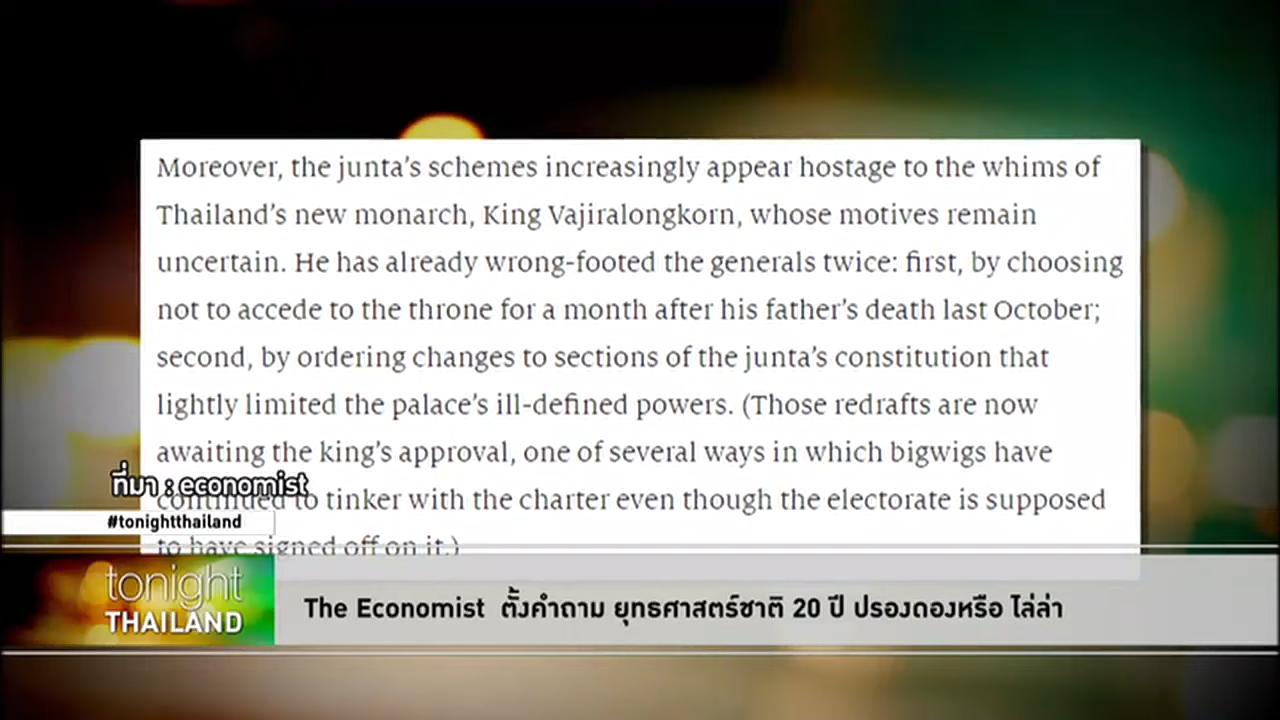 Moreover, the junta’s schemes increasingly appear hostage to the whims of
Thailand’s new monarch, King Vajiralongkorn, whose motives remain
uncertain. He has already wrong-footed the generals twice: first, by choosing
not to accede to the throne for a month after his father’s death last October;
second, by ordering changes to sections of the junta’s constitution that
lightly limited the palace’s ill-defined powers. (Those redrafts are now
awaiting the king’s approval, one of several ways in which bigwigs have
continued to tinker with the charter even though the electorate is supposed
to have signed off on it.)
ที่มา : economist
#tonightthailand
tonight
THAILAND
The Economist ตั้งคำถาม ยุทธศาสตร์ชาติ 20 ปี ปรองดองหรือ ไล่ล่า